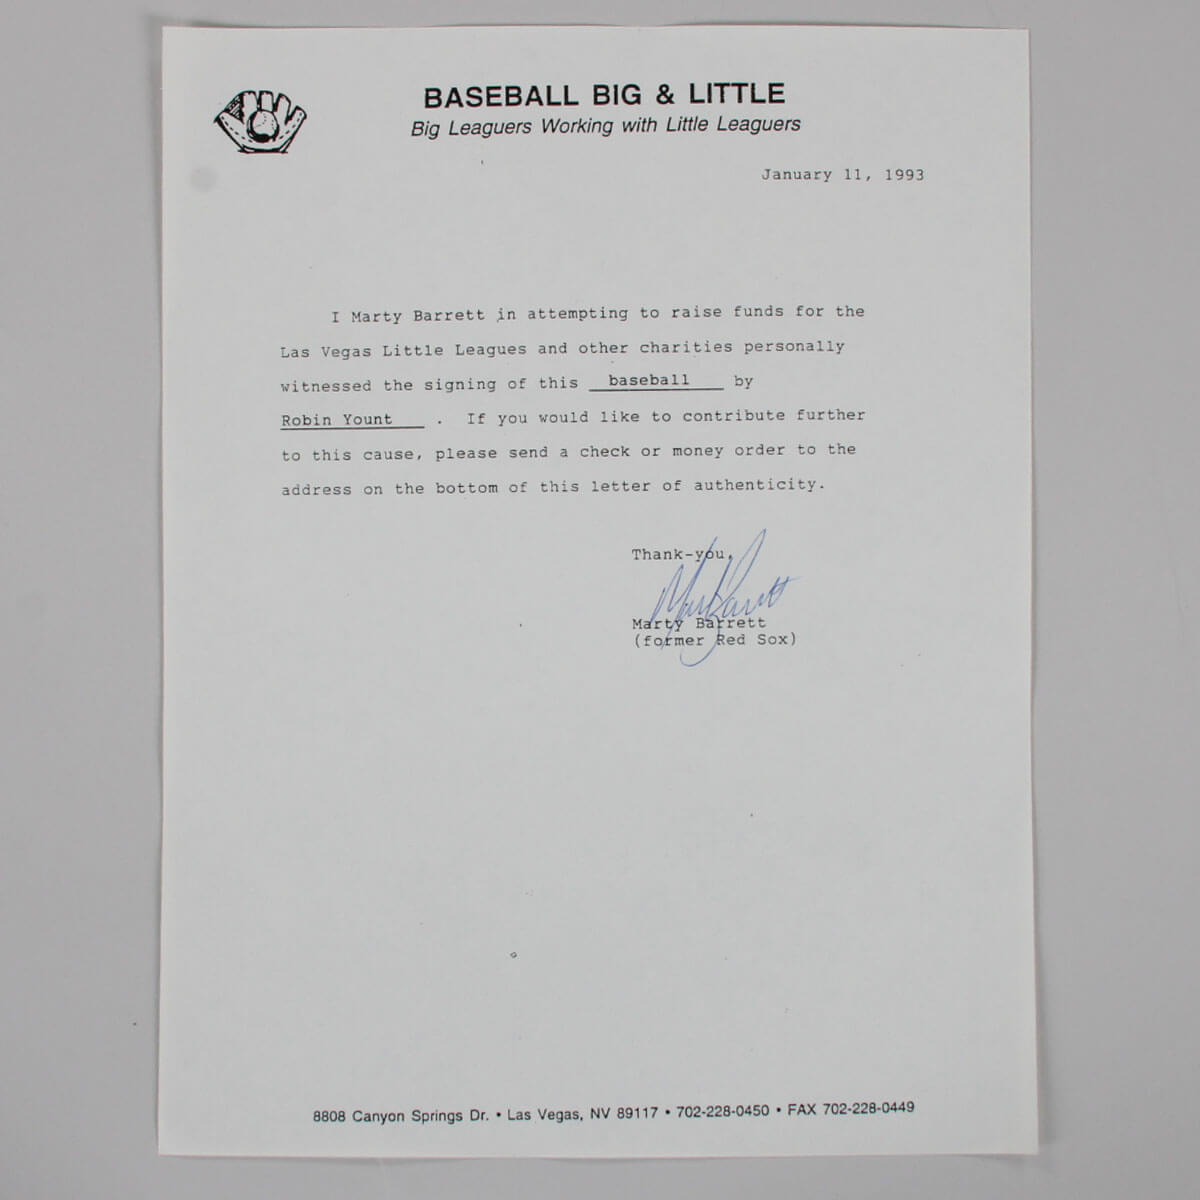 BASEBALL BIG & LITTLE
Big Leaguers Working with Little Leaguers
January 11, 1993
I Marty Barrett in attempting to raise funds for the
Las Vegas Little Leagues and other charities personally
witnessed the signing of this baseball by
Robin Yount . If you would like to contribute further
to this cause, please send a check or money order to the
address on the bottom of this letter of authenticity.
Thank-you,
Marty Barrett
Marty Barrett
(former Red Sox)
8808 Canyon Springs Dr. • Las Vegas, NV 89117 • 702-228-0450 • FAX 702-228-0449